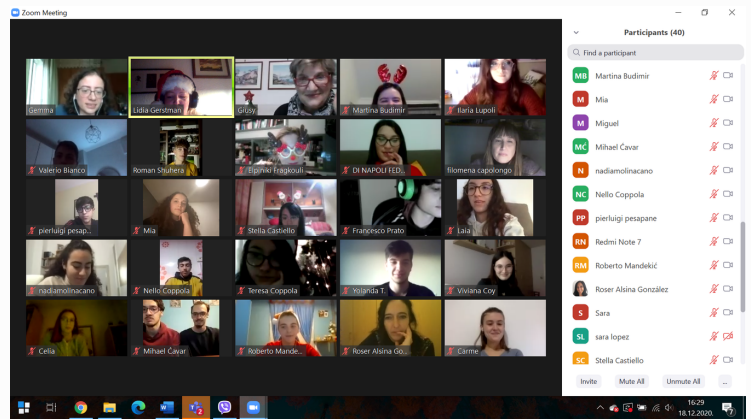 Zoom Meeting
Participants (40)
Find a participant
Gemma
Lidia Gerstman
Giusy
Martina Budimir
Ilaria Lupoli
Valerio Bianco
Roman Shuhera
Elpiniki Fragkouli
DI NAPOLI FED...
filomena capolongo
pierluigi pesap...
Mia
Stella Castiello
Francesco Prato
Laia
nadiamolinacano
Nello Coppola
Teresa Coppola
Yolanda T.
Viviana Coy
Celia
Mihael Ćavar
Roberto Mande...
Roser Alsina Go...
Carme
MB Martina Budimir
M Mia
M Miguel
MĆ Mihael Ćavar
N nadiamolinacano
NC Nello Coppola
PP pierluigi pesapane
RN Redmi Note 7
RM Roberto Mandekić
Roser Alsina González
S Sara
SL sara lopez
SC Stella Castiello
Invite Mute All Unmute All ...
16:29
18.12.2020.